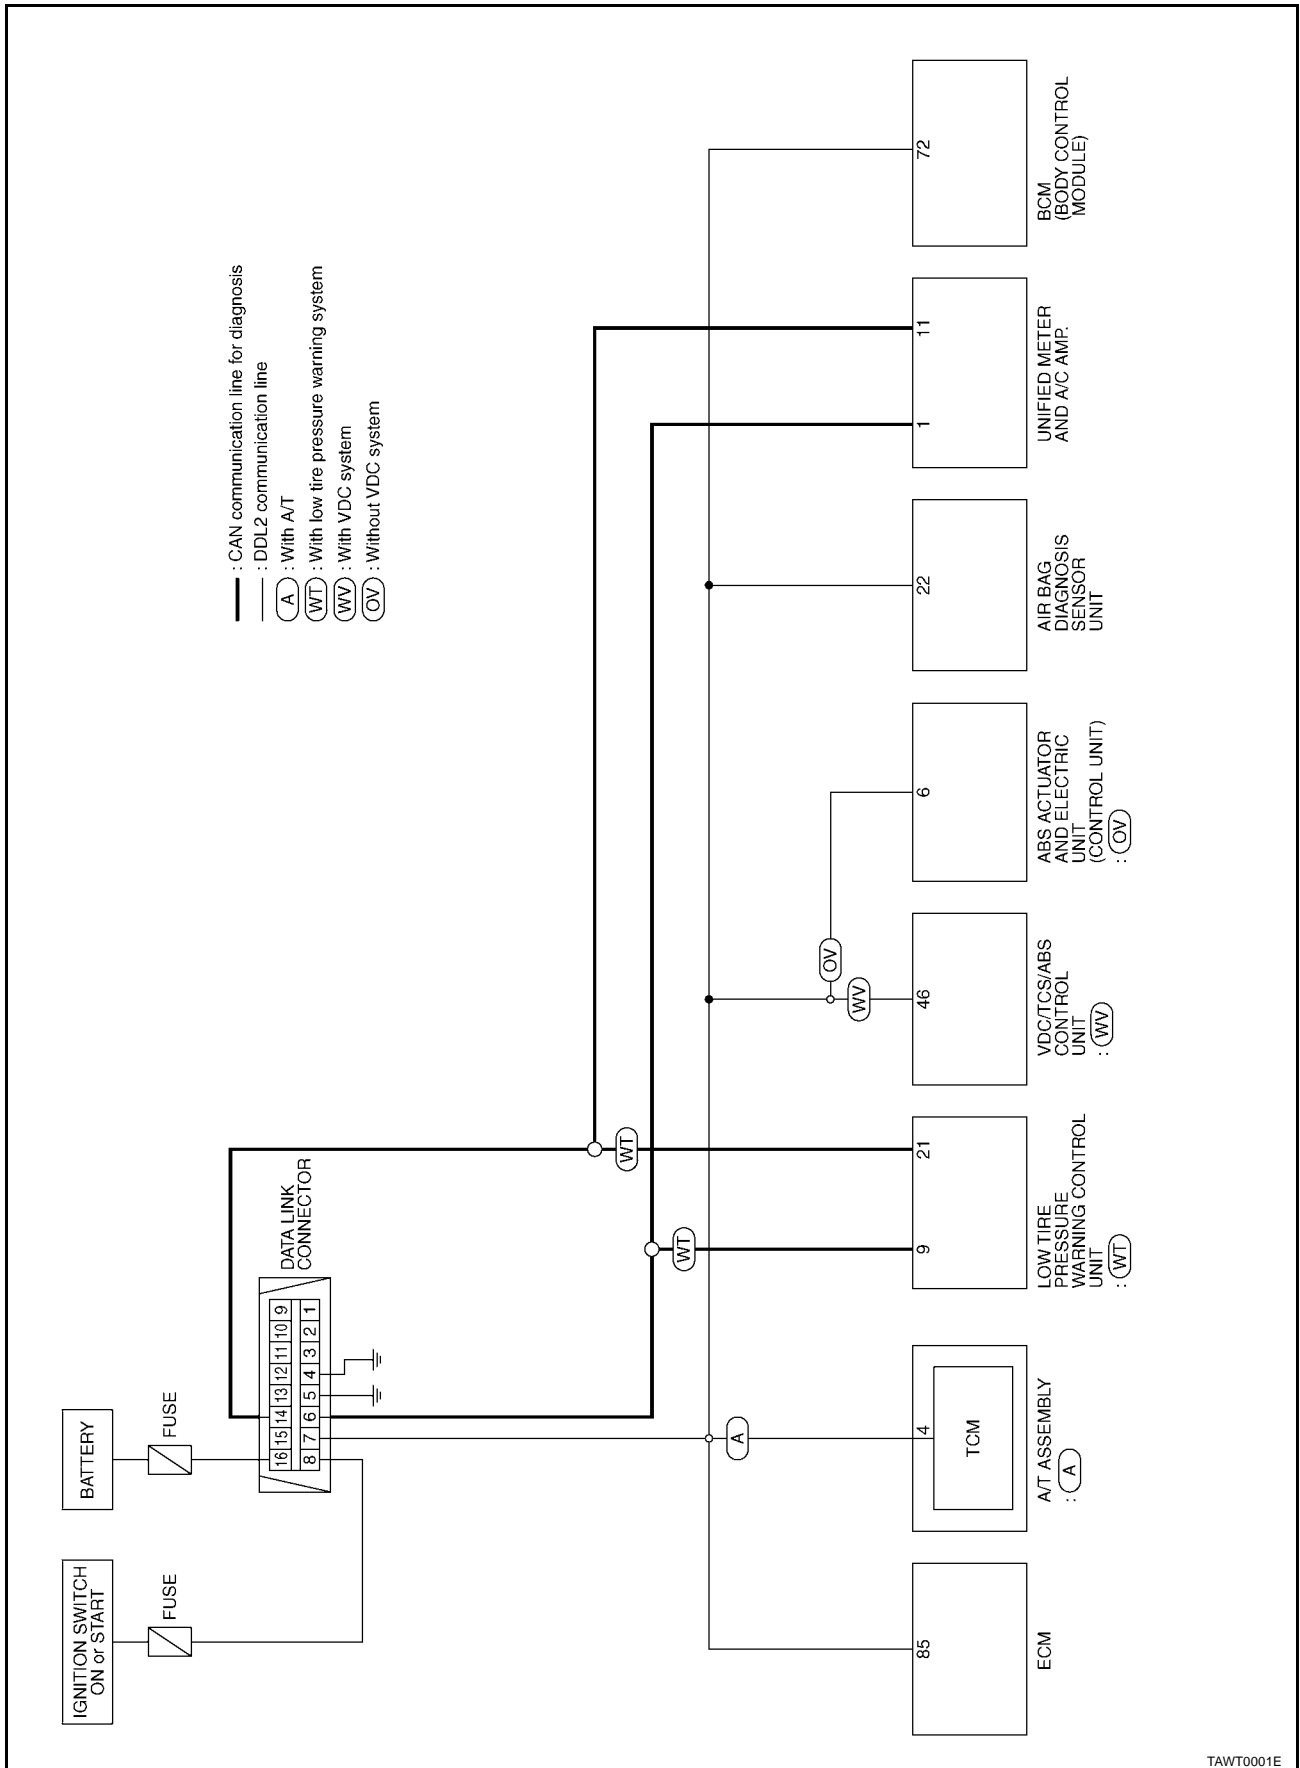 IGNITION SWITCH
ON or START
FUSE
BATTERY
FUSE
DATA LINK
CONNECTOR
16 15 14 13 12 11 10 9
8 7 6 5 4 3 2 1
: CAN communication line for diagnosis
: DDL2 communication line
A : With A/T
WT : With low tire pressure warning system
WV : With VDC system
OV : Without VDC system
WT
WT
A
OV
WV
85
ECM
4
TCM
A/T ASSEMBLY
: A
9 21
LOW TIRE
PRESSURE
WARNING CONTROL
UNIT
: WT
46
VDC/TCS/ABS
CONTROL
UNIT
: WV
6
ABS ACTUATOR
AND ELECTRIC
UNIT
(CONTROL UNIT)
: OV
22
AIR BAG
DIAGNOSIS
SENSOR
UNIT
1 11
UNIFIED METER
AND A/C AMP.
72
BCM
(BODY CONTROL
MODULE)
TAWT0001E